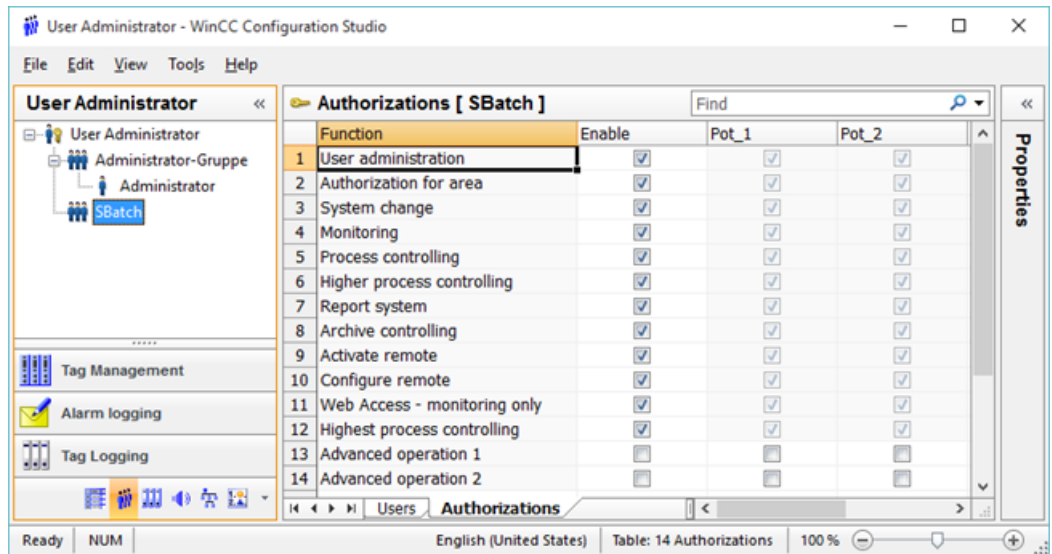 User Administrator - WinCC Configuration Studio
File Edit View Tools Help
User Administrator «
User Administrator
Administrator-Gruppe
Administrator
SBatch
Tag Management
Alarm logging
Tag Logging
Authorizations [ SBatch ] Find
Function Enable Pot_1 Pot_2
1 User administration
2 Authorization for area
3 System change
4 Monitoring
5 Process controlling
6 Higher process controlling
7 Report system
8 Archive controlling
9 Activate remote
10 Configure remote
11 Web Access - monitoring only
12 Highest process controlling
13 Advanced operation 1
14 Advanced operation 2
Users Authorizations
«
Properties
Ready NUM English (United States) Table: 14 Authorizations 100 %